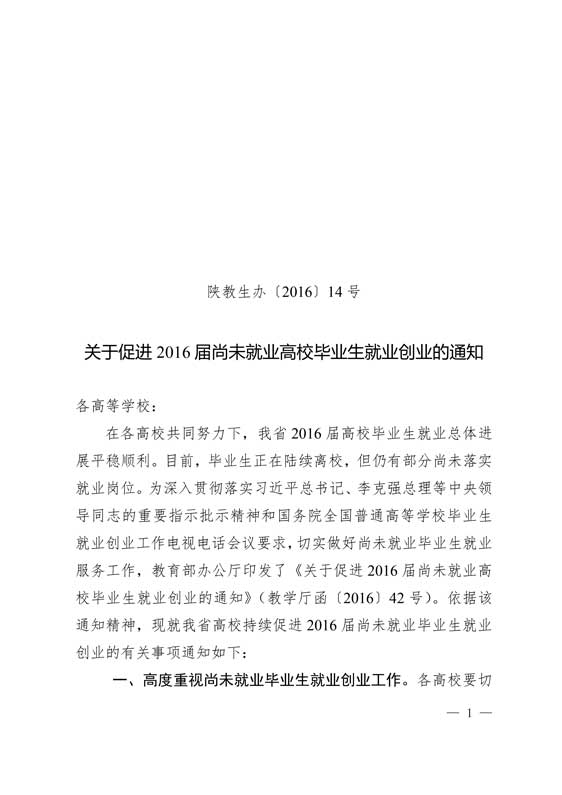 陕教生办〔2016〕14 号
关于促进 2016 届尚未就业高校毕业生就业创业的通知
各高等学校：
在各高校共同努力下，我省 2016 届高校毕业生就业总体进
展平稳顺利。目前，毕业生正在陆续离校，但仍有部分尚未落实
就业岗位。为深入贯彻落实习近平总书记、李克强总理等中央领
导同志的重要指示批示精神和国务院全国普通高等学校毕业生
就业创业工作电视电话会议要求，切实做好尚未就业毕业生就业
服务工作，教育部办公厅印发了《关于促进 2016 届尚未就业高
校毕业生就业创业的通知》（教学厅函〔2016〕42 号）。依据该
通知精神，现就我省高校持续促进 2016 届尚未就业毕业生就业
创业的有关事项通知如下：
一、高度重视尚未就业毕业生就业创业工作。各高校要切
— 1 —